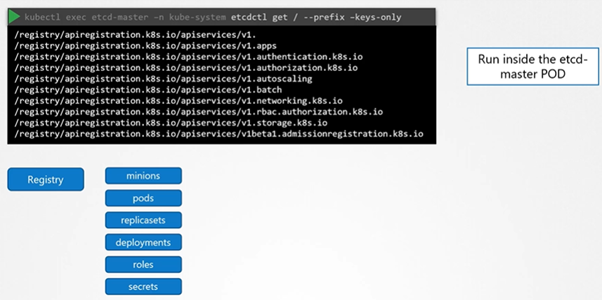 kubectl exec etcd-master –n kube-system etcdctl get / --prefix –keys-only
/registry/apiregistration.k8s.io/apiservices/v1.
/registry/apiregistration.k8s.io/apiservices/v1.apps
/registry/apiregistration.k8s.io/apiservices/v1.authentication.k8s.io
/registry/apiregistration.k8s.io/apiservices/v1.authorization.k8s.io
/registry/apiregistration.k8s.io/apiservices/v1.autoscaling
/registry/apiregistration.k8s.io/apiservices/v1.batch
/registry/apiregistration.k8s.io/apiservices/v1.networking.k8s.io
/registry/apiregistration.k8s.io/apiservices/v1.rbac.authorization.k8s.io
/registry/apiregistration.k8s.io/apiservices/v1.storage.k8s.io
/registry/apiregistration.k8s.io/apiservices/v1beta1.admissionregistration.k8s.io
Run inside the etcd-
master POD
Registry
minions
pods
replicasets
deployments
roles
secrets